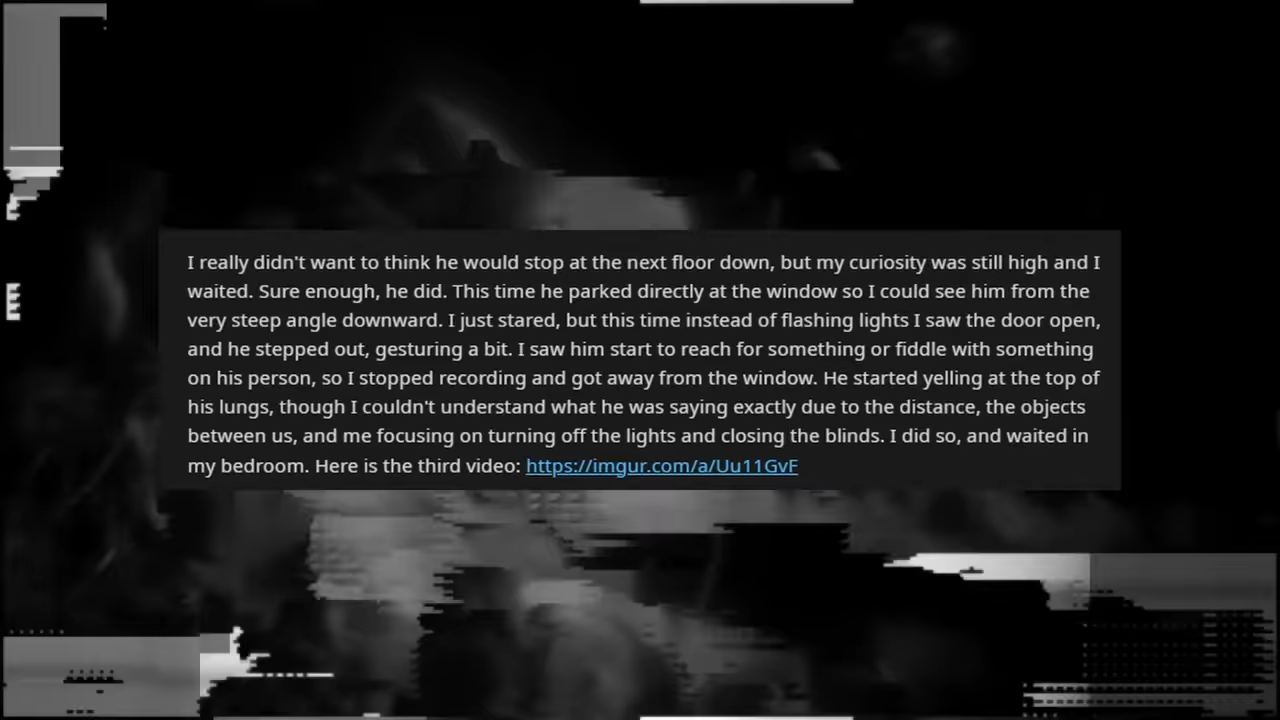 I really didn't want to think he would stop at the next floor down, but my curiosity was still high and I
waited. Sure enough, he did. This time he parked directly at the window so I could see him from the
very steep angle downward. I just stared, but this time instead of flashing lights I saw the door open,
and he stepped out, gesturing a bit. I saw him start to reach for something or fiddle with something
on his person, so I stopped recording and got away from the window. He started yelling at the top of
his lungs, though I couldn't understand what he was saying exactly due to the distance, the objects
between us, and me focusing on turning off the lights and closing the blinds. I did so, and waited in
my bedroom. Here is the third video: https://imgur.com/a/Uu11GvF